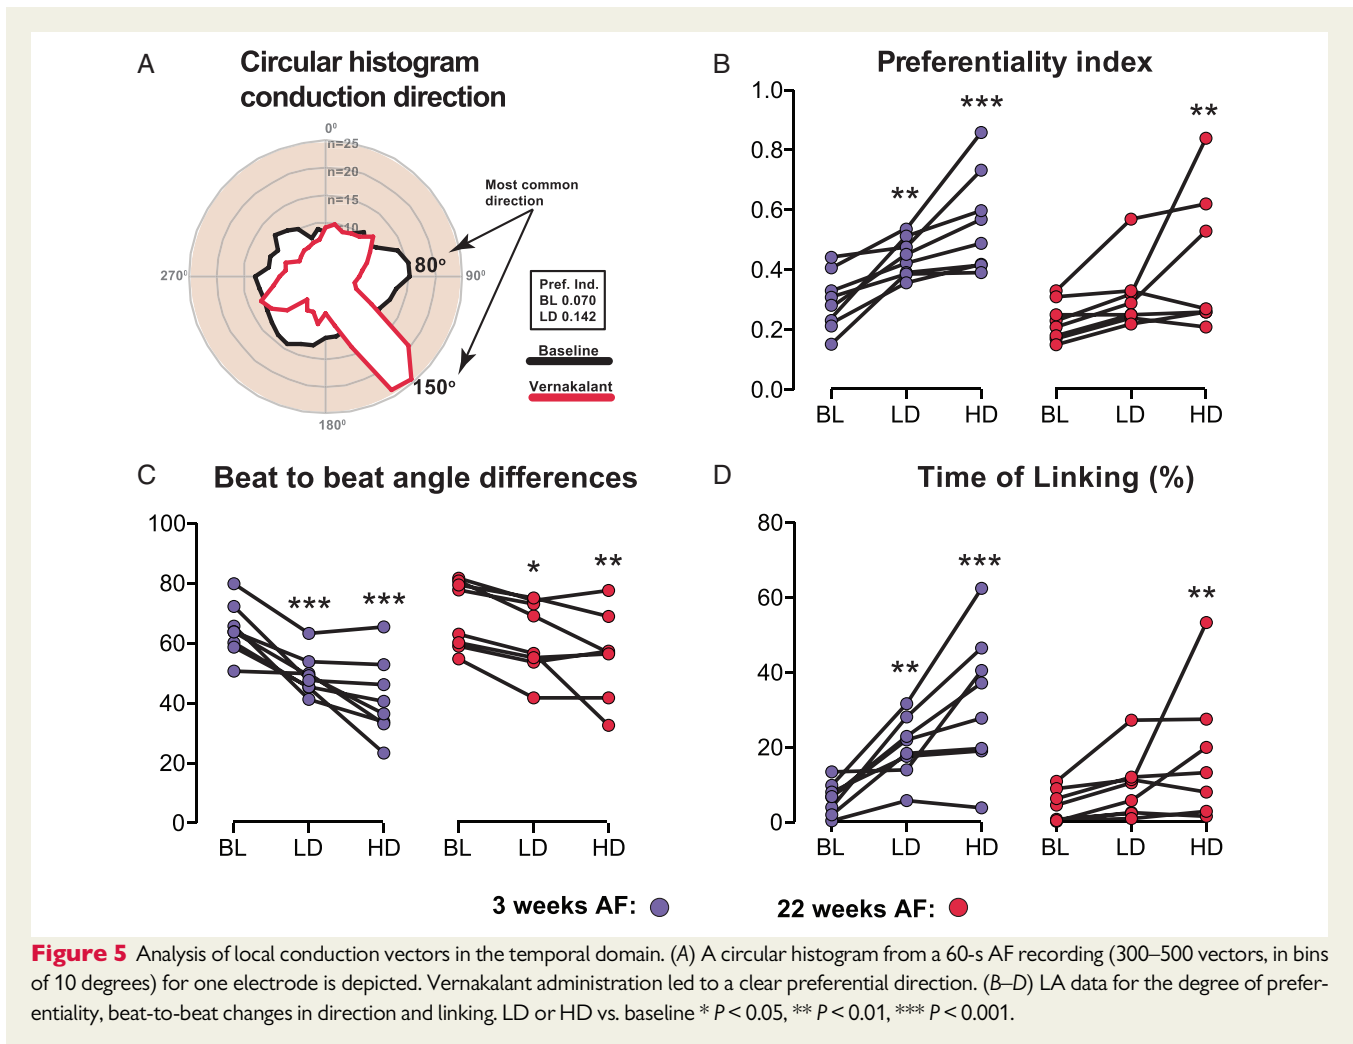 A
Circular histogram
conduction direction
0⁰
n=25
n=20
n=15
10
270⁰
90⁰
180⁰
80°
150°
Most common
direction
Pref. Ind.
BL 0.070
LD 0.142
Baseline
Vernakalant
B
Preferentiality index
1.0
0.8
0.6
0.4
0.2
0.0
**
***
**
BL LD HD BL LD HD
C
Beat to beat angle differences
100
80
60
40
20
0
***
***
*
**
BL LD HD BL LD HD
D
Time of Linking (%)
80
60
40
20
0
**
***
**
BL LD HD BL LD HD
3 weeks AF:
22 weeks AF:
Figure 5 Analysis of local conduction vectors in the temporal domain. (A) A circular histogram from a 60-s AF recording (300–500 vectors, in bins
of 10 degrees) for one electrode is depicted. Vernakalant administration led to a clear preferential direction. (B–D) LA data for the degree of prefer-
entiality, beat-to-beat changes in direction and linking. LD or HD vs. baseline * P < 0.05, ** P < 0.01, *** P < 0.001.